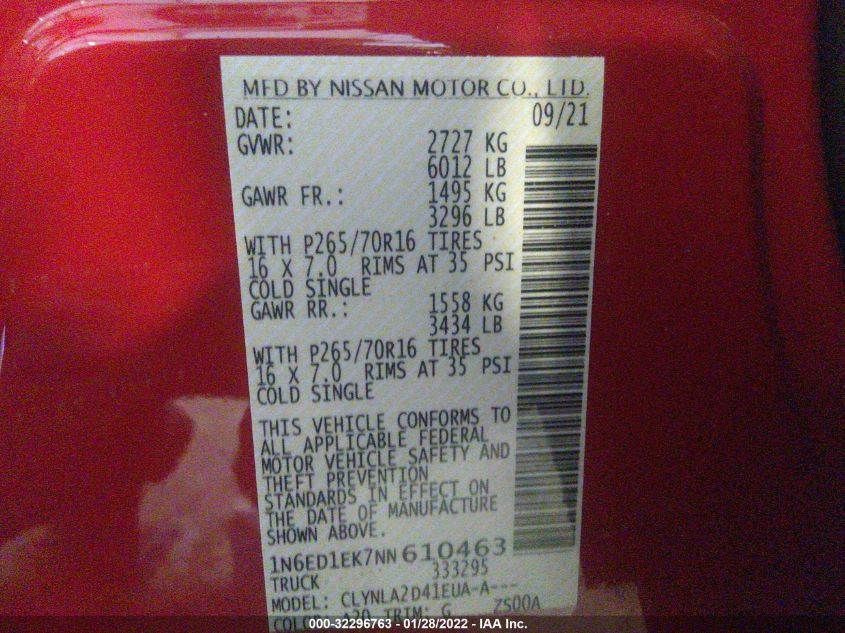 MFD BY NISSAN MOTOR CO., LTD.
DATE: 09/21
GVWR: 2727 KG
6012 LB
GAWR FR.: 1495 KG
3296 LB
WITH P265/70R16 TIRES
16 X 7.0 RIMS AT 35 PSI
COLD SINGLE
GAWR RR.: 1558 KG
3434 LB
WITH P265/70R16 TIRES
16 X 7.0 RIMS AT 35 PSI
COLD SINGLE
THIS VEHICLE CONFORMS TO
ALL APPLICABLE FEDERAL
MOTOR VEHICLE SAFETY AND
THEFT PREVENTION
STANDARDS IN EFFECT ON
THE DATE OF MANUFACTURE
SHOWN ABOVE.
1N6ED1EK7NN610463
TRUCK 333295
MODEL: CLYNLA2D41EUA-A---
COLOR: A20 TRIM: G ZS00A
000-32296763 - 01/28/2022 - IAA Inc.